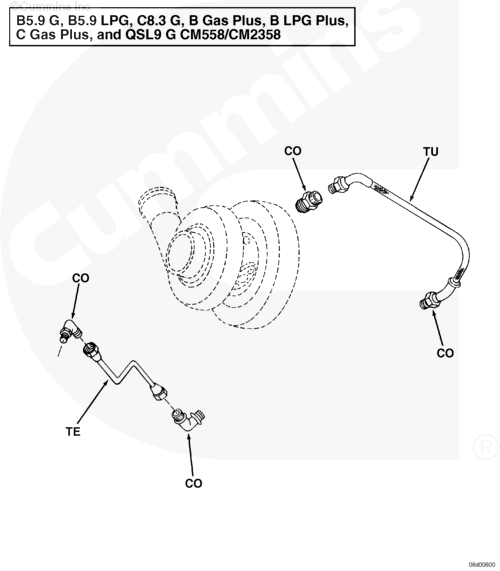 ©Cummins Inc
B5.9 G, B5.9 LPG, C8.3 G, B Gas Plus, B LPG Plus,
C Gas Plus, and QSL9 G CM558/CM2358
Cummins
CO
TU
CO
CO
TE
CO
®
08d00600